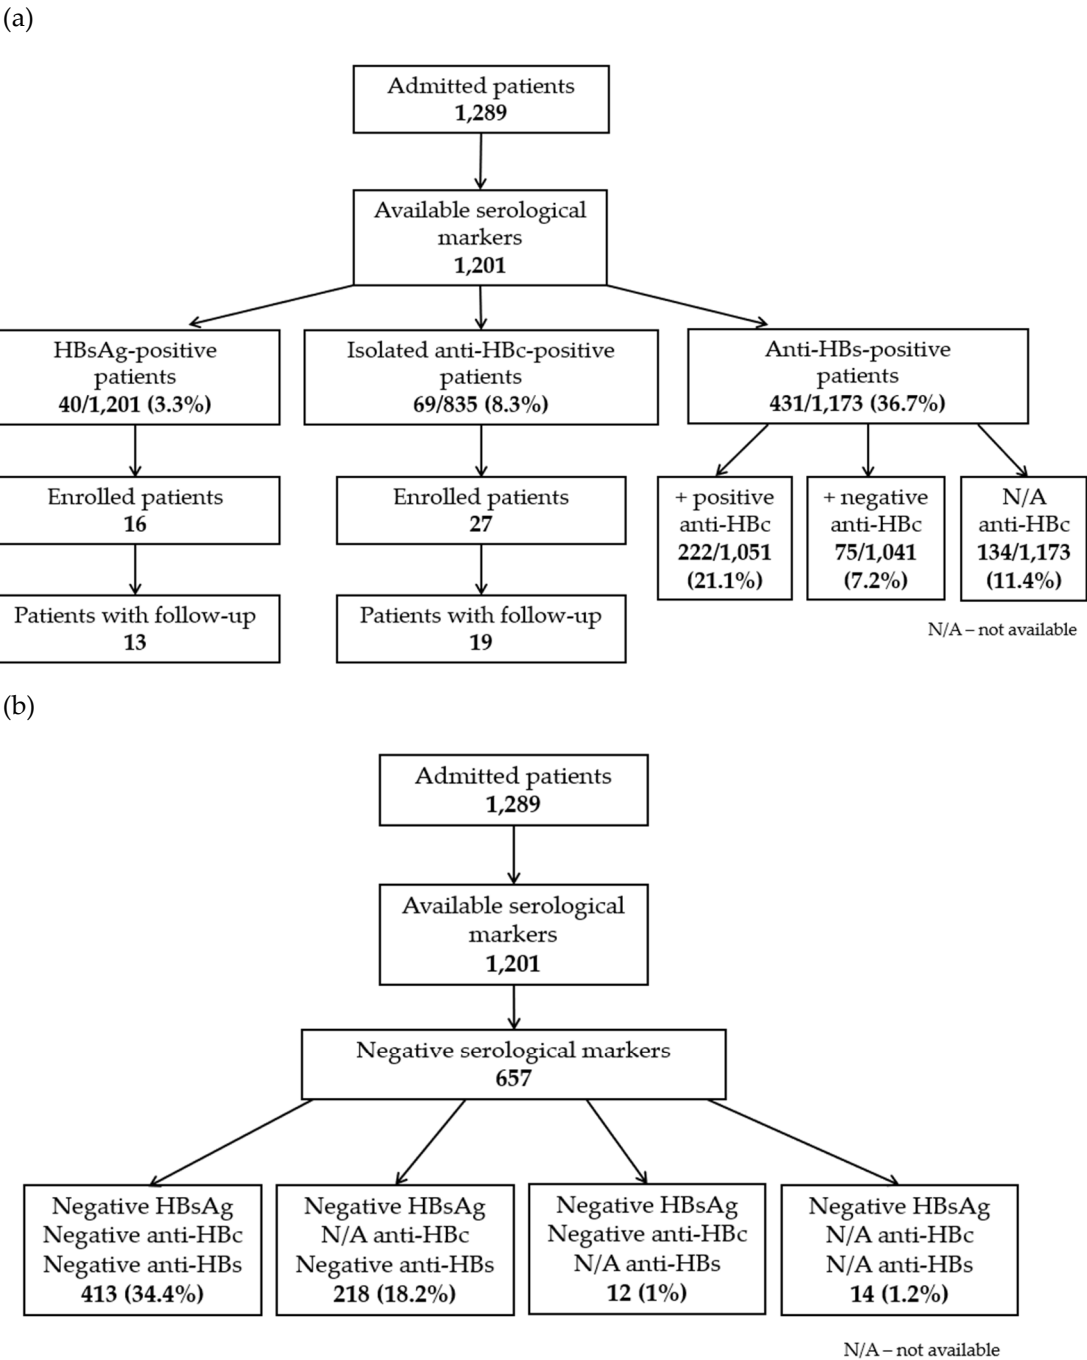 (a)
Admitted patients
1,289
Available serological
markers
1,201
HBsAg-positive
patients
40/1,201 (3.3%)
Isolated anti-HBc-positive
patients
69/835 (8.3%)
Anti-HBs-positive
patients
431/1,173 (36.7%)
Enrolled patients
16
Enrolled patients
27
+ positive
anti-HBc
222/1,051
(21.1%)
+ negative
anti-HBc
75/1,041
(7.2%)
N/A
anti-HBc
134/1,173
(11.4%)
Patients with follow-up
13
Patients with follow-up
19
N/A – not available
(b)
Admitted patients
1,289
Available serological
markers
1,201
Negative serological markers
657
Negative HBsAg
Negative anti-HBc
Negative anti-HBs
413 (34.4%)
Negative HBsAg
N/A anti-HBc
Negative anti-HBs
218 (18.2%)
Negative HBsAg
Negative anti-HBc
N/A anti-HBs
12 (1%)
Negative HBsAg
N/A anti-HBc
N/A anti-HBs
14 (1.2%)
N/A – not available